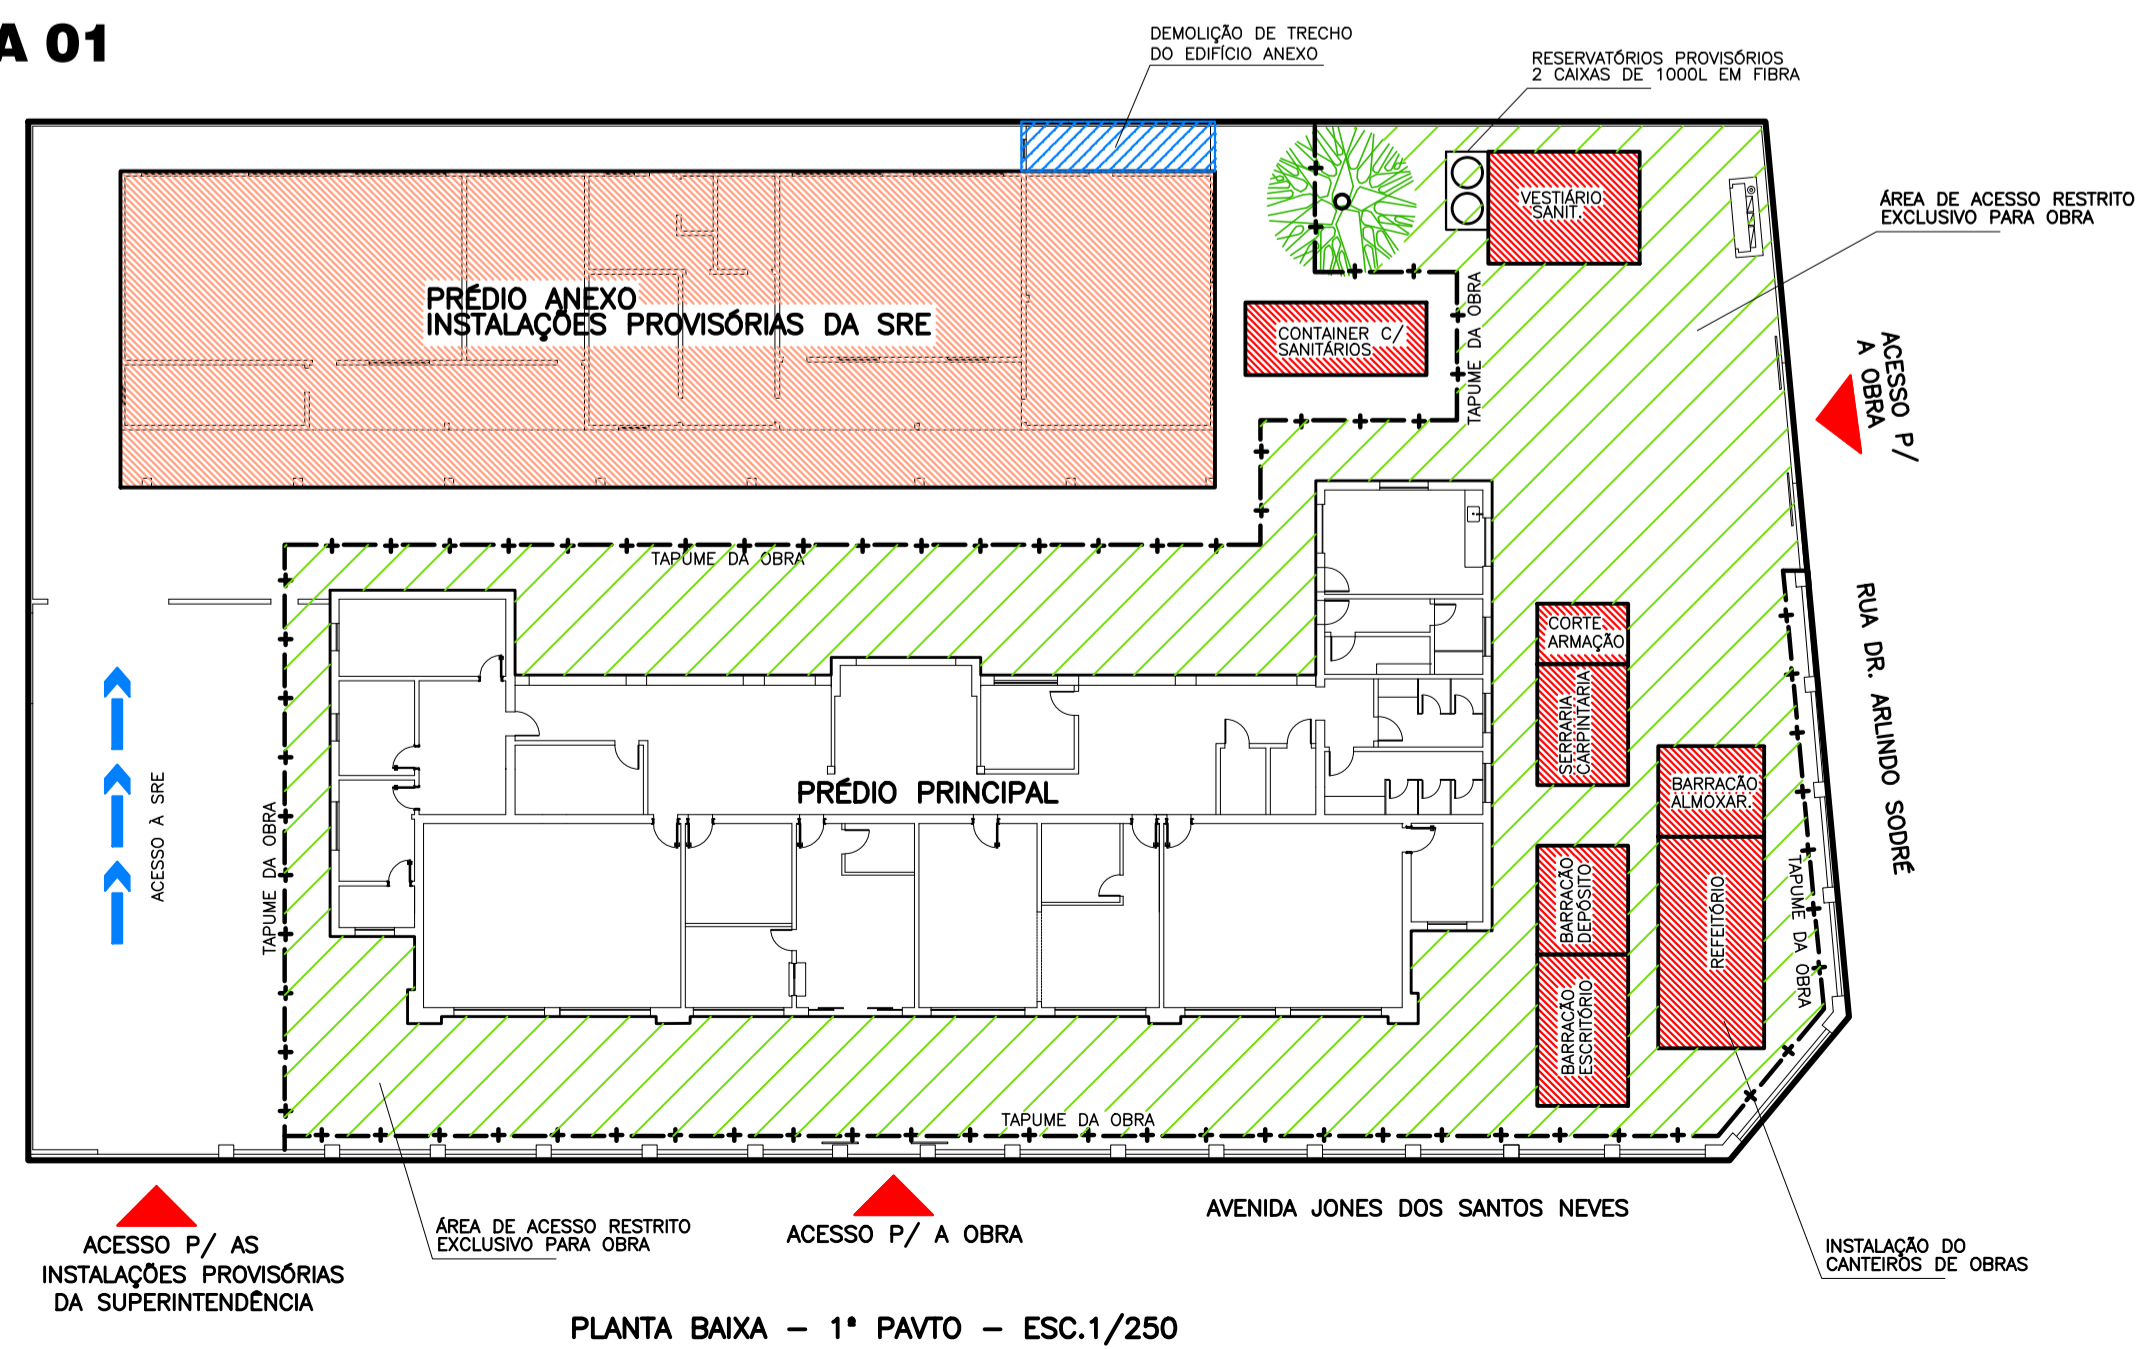 A 01
DEMOLIÇÃO DE TRECHO
DO EDIFÍCIO ANEXO
RESERVATÓRIOS PROVISÓRIOS
2 CAIXAS DE 1000L EM FIBRA
VESTIÁRIO
SANIT.
ÁREA DE ACESSO RESTRITO
EXCLUSIVO PARA OBRA
PRÉDIO ANEXO
INSTALAÇÕES PROVISÓRIAS DA SRE
CONTAINER C/
SANITÁRIOS
TAPUME DA OBRA
ACESSO P/
A OBRA
TAPUME DA OBRA
CORTE
ARMAÇÃO
SERRARIA
CARPINTARIA
RUA DR. ARLINDO SODRÉ
ACESSO À SRE
TAPUME DA OBRA
PRÉDIO PRINCIPAL
BARRACÃO
ALMOXAR.
BARRACÃO
DEPÓSITO
REFEITÓRIO
TAPUME DA OBRA
BARRACÃO
ESCRITÓRIO
TAPUME DA OBRA
ACESSO P/ AS
INSTALAÇÕES PROVISÓRIAS
DA SUPERINTENDÊNCIA
ÁREA DE ACESSO RESTRITO
EXCLUSIVO PARA OBRA
ACESSO P/ A OBRA
AVENIDA JONES DOS SANTOS NEVES
INSTALAÇÃO DO
CANTEIROS DE OBRAS
PLANTA BAIXA – 1º PAVTO – ESC.1/250